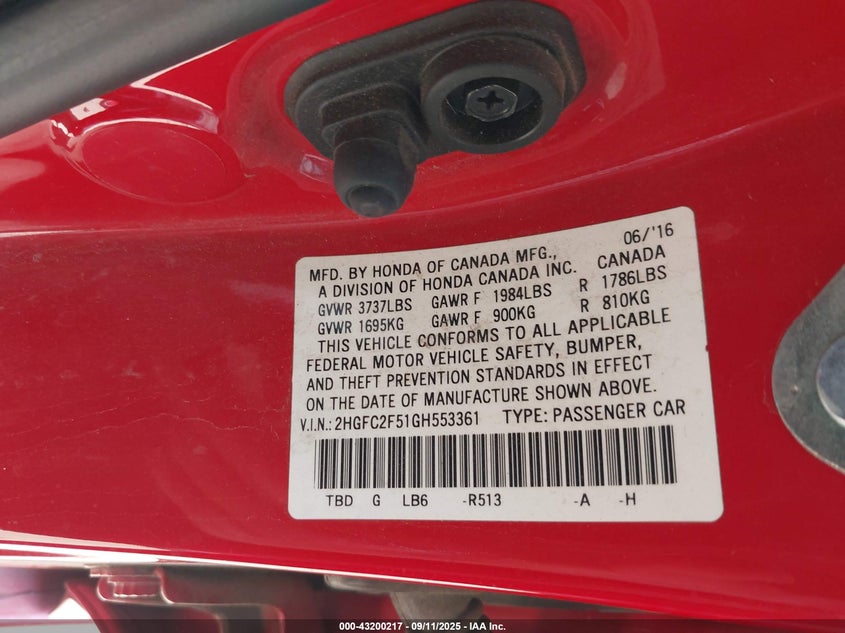 06/'16
MFD. BY HONDA OF CANADA MFG.,
A DIVISION OF HONDA CANADA INC. CANADA
GVWR 3737LBS GAWR F 1984LBS R 1786LBS
GVWR 1695KG GAWR F 900KG R 810KG
THIS VEHICLE CONFORMS TO ALL APPLICABLE
FEDERAL MOTOR VEHICLE SAFETY, BUMPER,
AND THEFT PREVENTION STANDARDS IN EFFECT
ON THE DATE OF MANUFACTURE SHOWN ABOVE.
V.I.N.: 2HGFC2F51GH553361 TYPE: PASSENGER CAR
TBD G LB6 -R513 -A -H
000-43200217 - 09/11/2025 - IAA Inc.